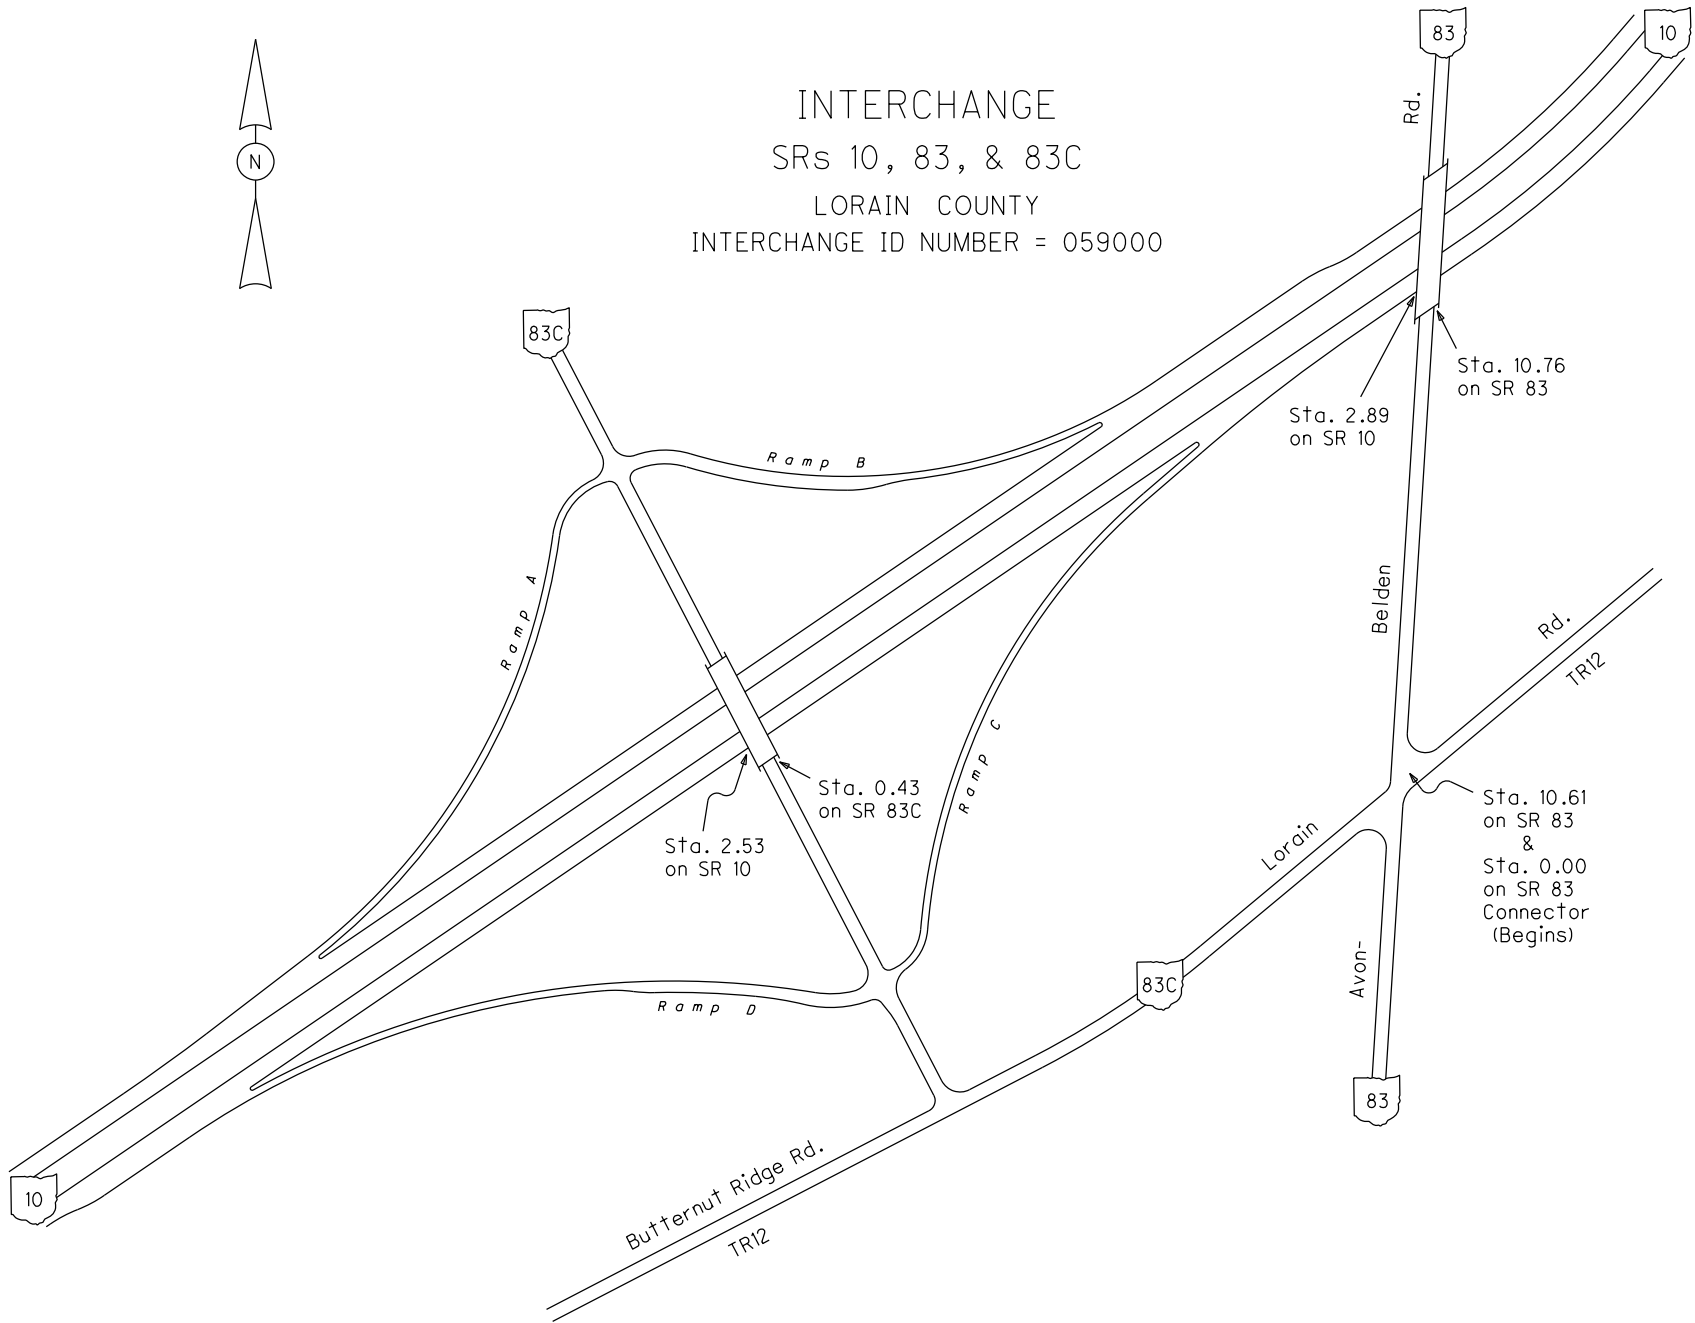 83
10
Rd.
INTERCHANGE
SRs 10, 83, & 83C
LORAIN COUNTY
INTERCHANGE ID NUMBER = 059000
N
83C
Sta. 10.76
on SR 83
Sta. 2.89
on SR 10
Ramp B
Ramp A
Belden
Rd.
TR12
Ramp C
Sta. 0.43
on SR 83C
Sta. 2.53
on SR 10
Sta. 10.61
on SR 83
&
Sta. 0.00
on SR 83
Connector
(Begins)
Lorain
Avon-
83C
Ramp D
83
10
Butternut Ridge Rd.
TR12